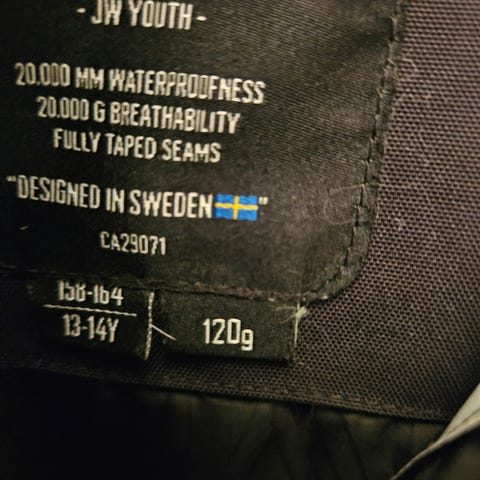 - JW YOUTH -
20.000 MM WATERPROOFNESS
20.000 G BREATHABILITY
FULLY TAPED SEAMS
"DESIGNED IN SWEDEN 🇸🇪"
CA29071
158-164
13-14Y
120g